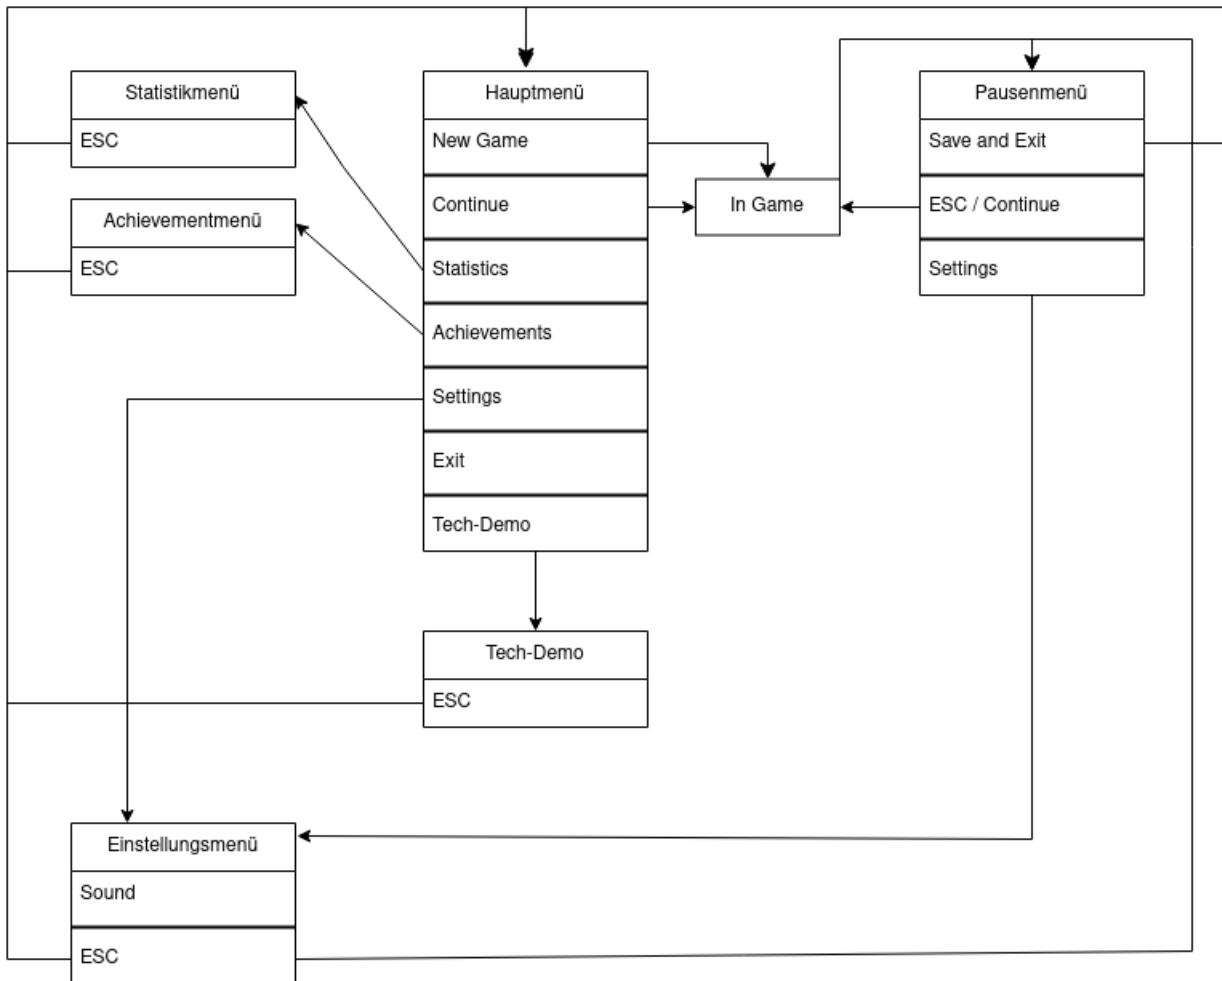 Statistikmenü
ESC
Achievementmenü
ESC
Hauptmenü
New Game
Continue
Statistics
Achievements
Settings
Exit
Tech-Demo
In Game
Pausenmenü
Save and Exit
ESC / Continue
Settings
Tech-Demo
ESC
Einstellungsmenü
Sound
ESC